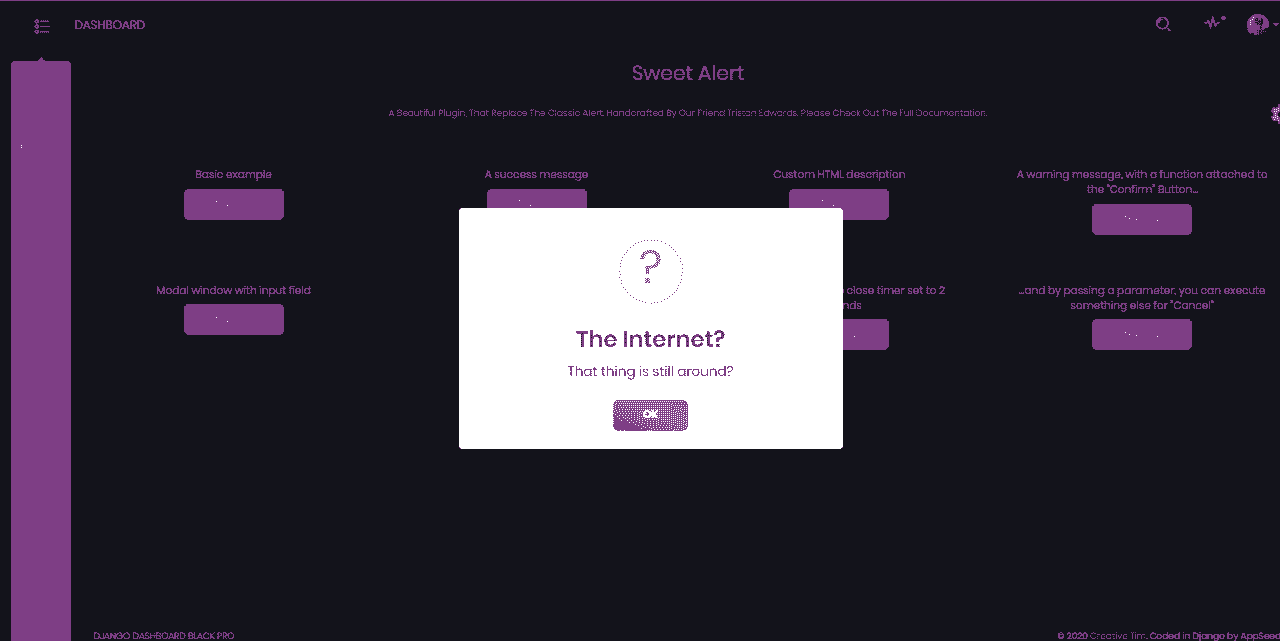 DASHBOARD
Sweet Alert
A Beautiful Plugin, That Replace The Classic Alert, Handcrafted By Our Friend Tristan Edwards. Please Check Out The Full Documentation.
Basic example
A success message
Custom HTML description
A warning message, with a function attached to
the "Confirm" Button...
Modal window with input field
close timer set to 2
nds
...and by passing a parameter, you can execute
something else for "Cancel"
?
The Internet?
That thing is still around?
OK
DJANGO DASHBOARD BLACK PRO
© 2020 Creative Tim. Coded in Django by AppSeed